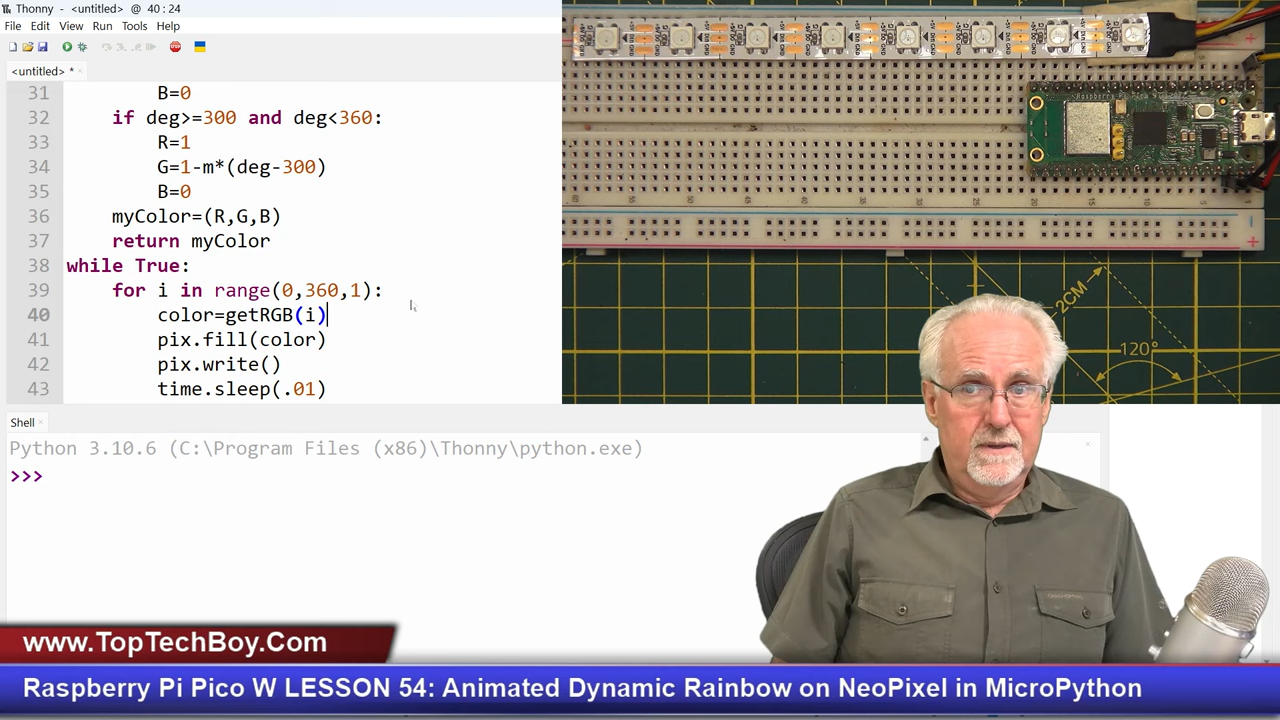 Thonny - <untitled> * @ 40 : 24
File Edit View Run Tools Help
<untitled> *
31 B=0
32 if deg>=300 and deg<360:
33 R=1
34 G=1-m*(deg-300)
35 B=0
36 myColor=(R,G,B)
37 return myColor
38 while True:
39 for i in range(0,360,1):
40 color=getRGB(i)
41 pix.fill(color)
42 pix.write()
43 time.sleep(.01)
2CM
120°
Shell
Python 3.10.6 (C:\Program Files (x86)\Thonny\python.exe)
>>>
www.TopTechBoy.Com
Raspberry Pi Pico W LESSON 54: Animated Dynamic Rainbow on NeoPixel in MicroPython